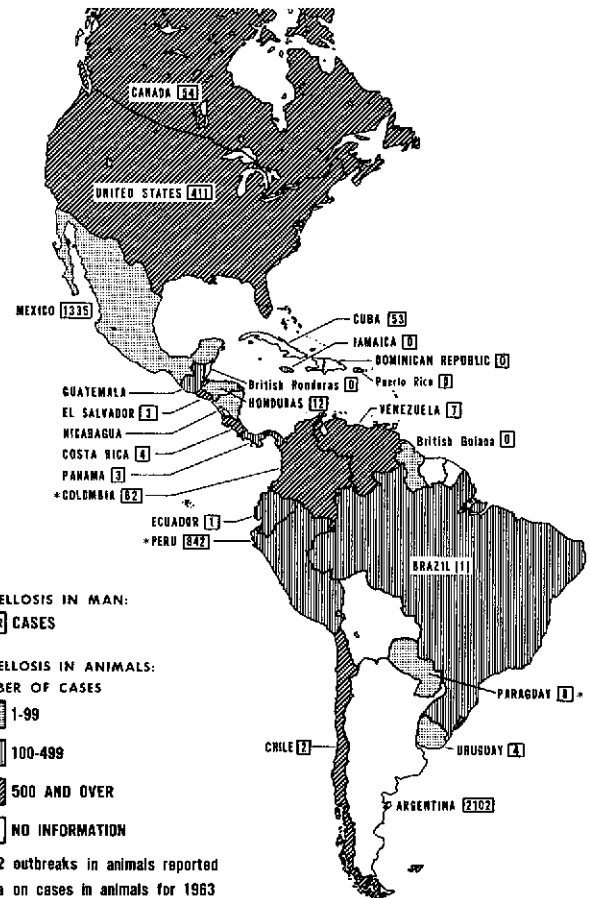 CANADA 54
UNITED STATES 411
MEXICO 1335
CUBA 53
JAMAICA 0
DOMINICAN REPUBLIC 0
Puerto Rico
British Honduras 0
GUATEMALA
HONDURAS 12
EL SALVADOR 3
VENEZUELA 7
NICARAGUA
British Guiana 0
COSTA RICA 4
PANAMA 3
*COLOMBIA 62
ECUADOR 1
*PERU 842
BRAZIL 1
ELLOSIS IN MAN:
CASES
ELLOSIS IN ANIMALS:
BER OF CASES
1-99
100-499
500 AND OVER
NO INFORMATION
2 outbreaks in animals reported
a on cases in animals for 1963
PARAGUAY 8 *
CHILE 2
URUGUAY 4
ARGENTINA 2102